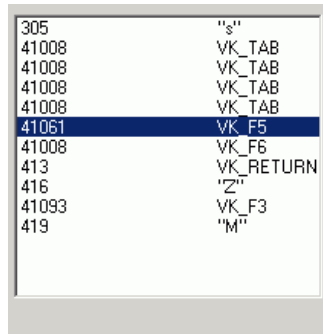 305 "s"
41008 VK_TAB
41008 VK_TAB
41008 VK_TAB
41008 VK_TAB
41061 VK_F5
41008 VK_F6
413 VK_RETURN
416 "Z"
41093 VK_F3
419 "M"